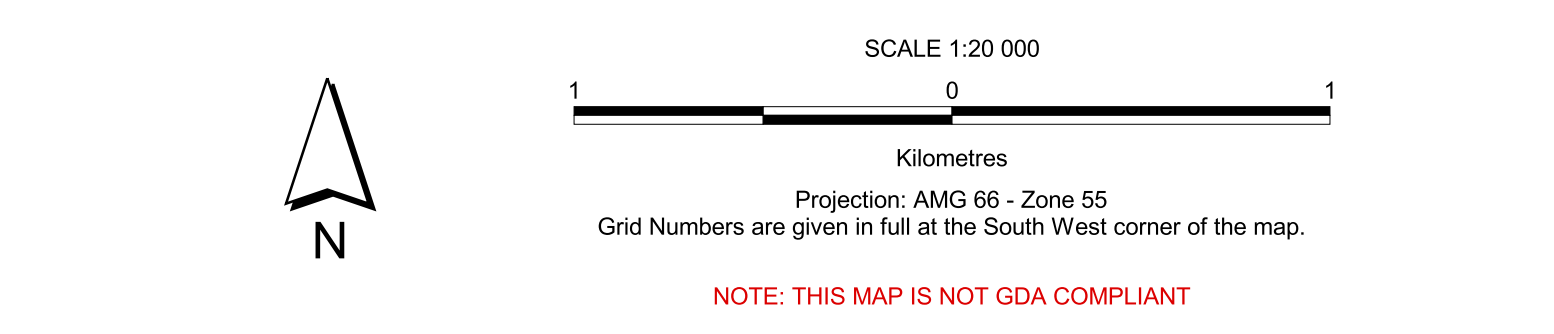 SCALE 1:20 000
1 0 1
Kilometres
Projection: AMG 66 - Zone 55
Grid Numbers are given in full at the South West corner of the map.
N
NOTE: THIS MAP IS NOT GDA COMPLIANT